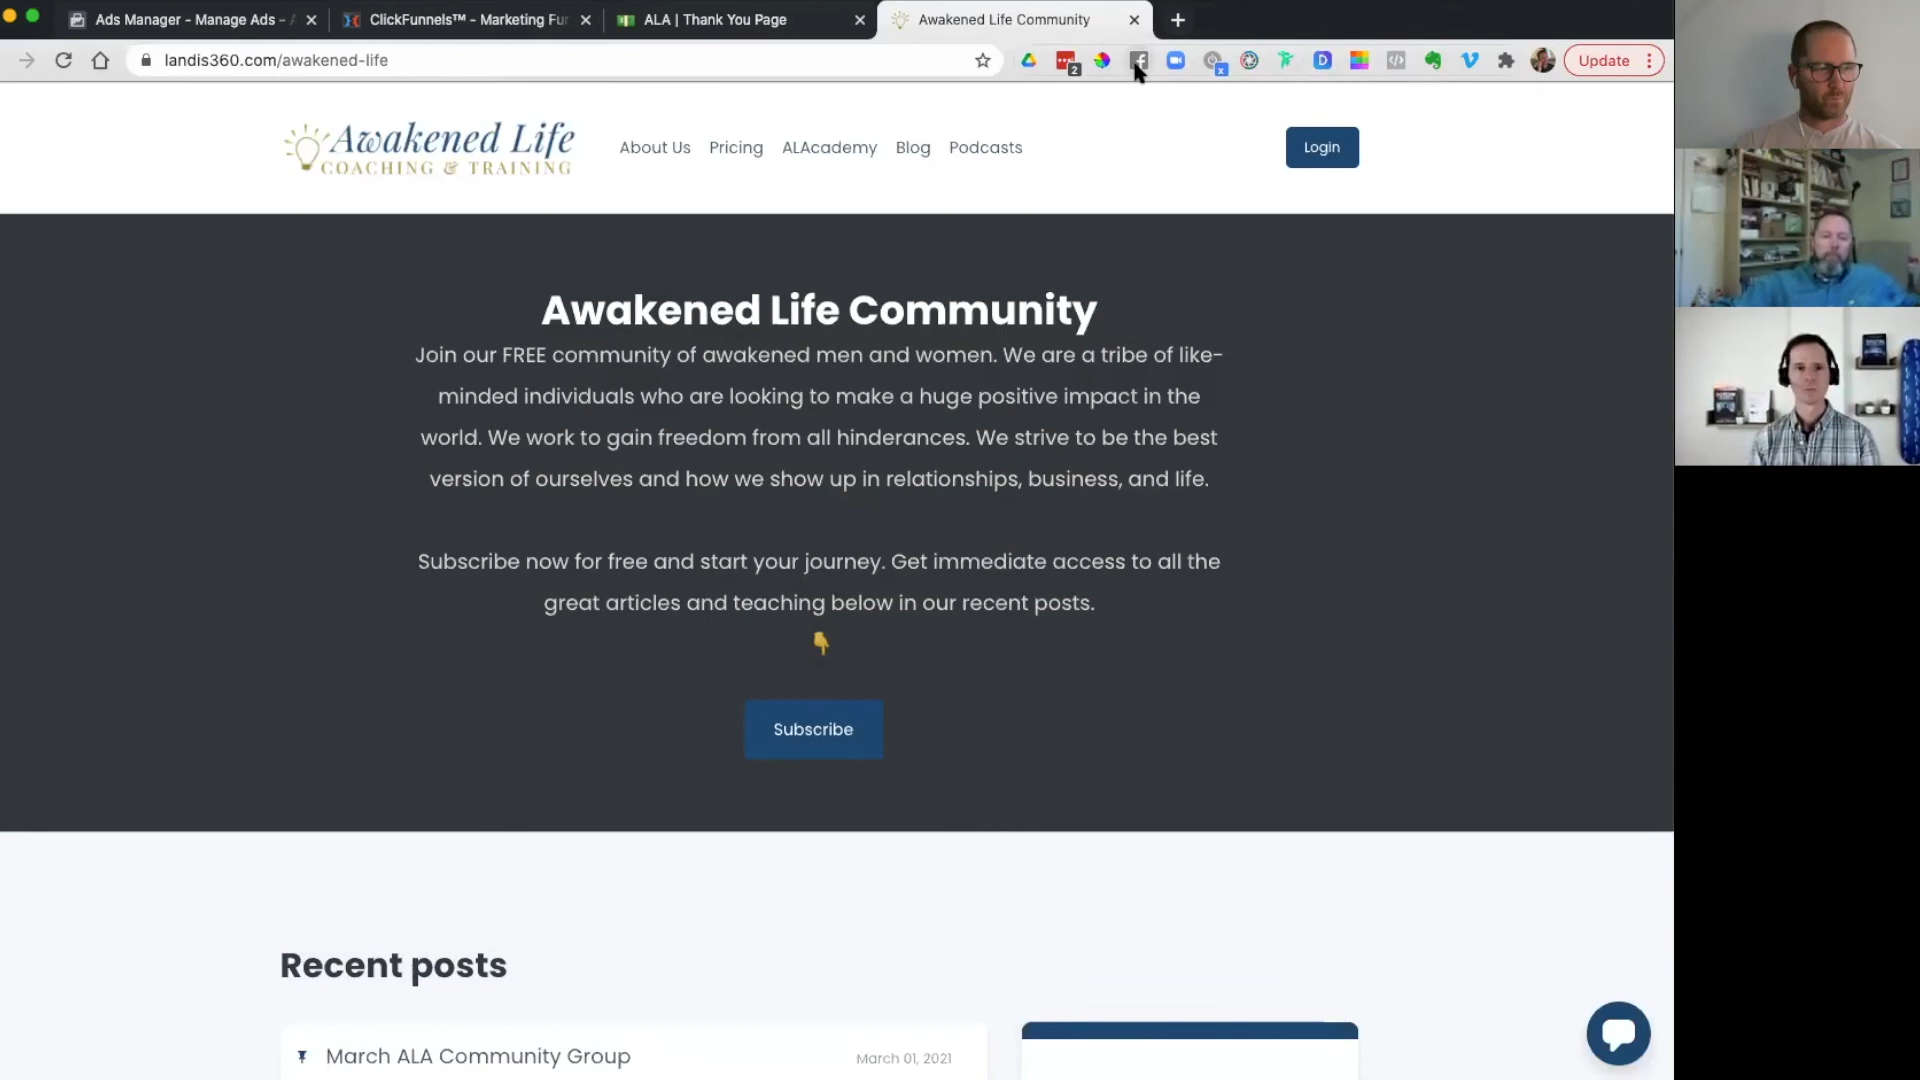 Ads Manager - Manage Ads -
ClickFunnels™ - Marketing Fu
ALA | Thank You Page
Awakened Life Community
landis360.com/awakened-life
2
x
D
Update
Awakened Life
COACHING & TRAINING
About Us
Pricing
ALAcademy
Blog
Podcasts
Login
Awakened Life Community
Join our FREE community of awakened men and women. We are a tribe of like-
minded individuals who are looking to make a huge positive impact in the
world. We work to gain freedom from all hinderances. We strive to be the best
version of ourselves and how we show up in relationships, business, and life.
Subscribe now for free and start your journey. Get immediate access to all the
great articles and teaching below in our recent posts.
Subscribe
Recent posts
March ALA Community Group
March 01, 2021